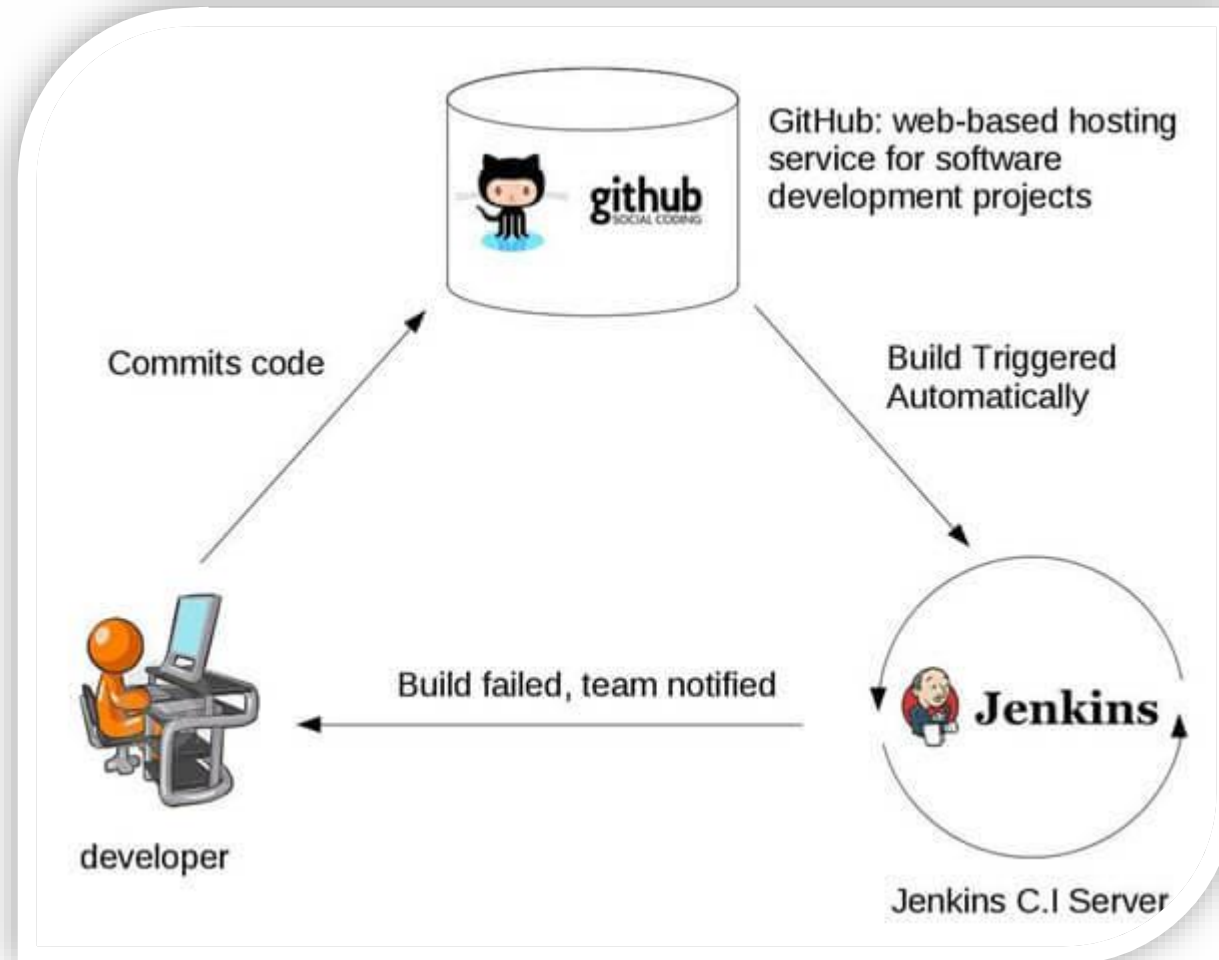 github
SOCIAL CODING
GitHub: web-based hosting
service for software
development projects
Commits code
Build Triggered
Automatically
Build failed, team notified
Jenkins
developer
Jenkins C.I Server